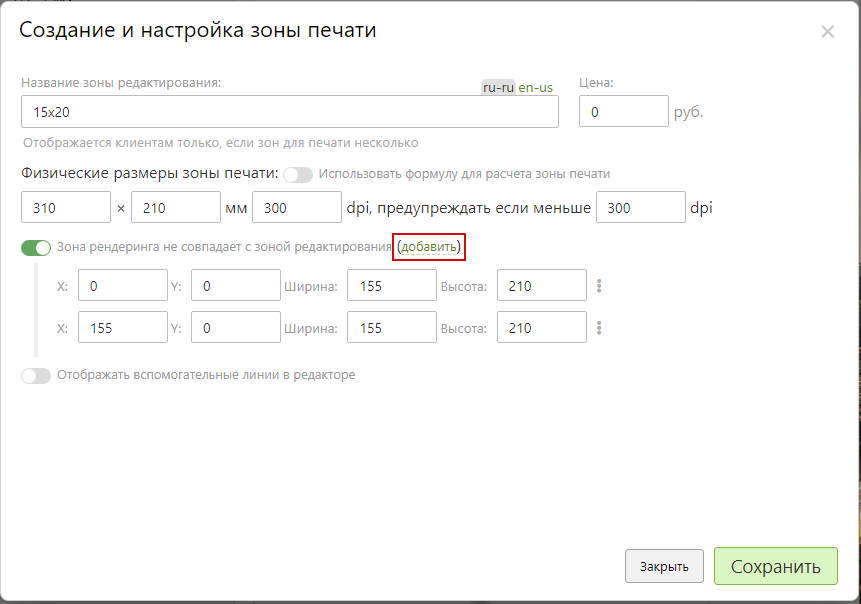 Создание и настройка зоны печати
Название зоны редактирования: ru-ru en-us Цена:
15x20 0 руб.
Отображается клиентам только, если зон для печати несколько
Физические размеры зоны печати: Использовать формулу для расчета зоны печати
310 × 210 мм 300 dpi, предупреждать если меньше 300 dpi
Зона рендеринга не совпадает с зоной редактирования (добавить)
X: 0 Y: 0 Ширина: 155 Высота: 210
X: 155 Y: 0 Ширина: 155 Высота: 210
Отображать вспомогательные линии в редакторе
Закрыть Сохранить